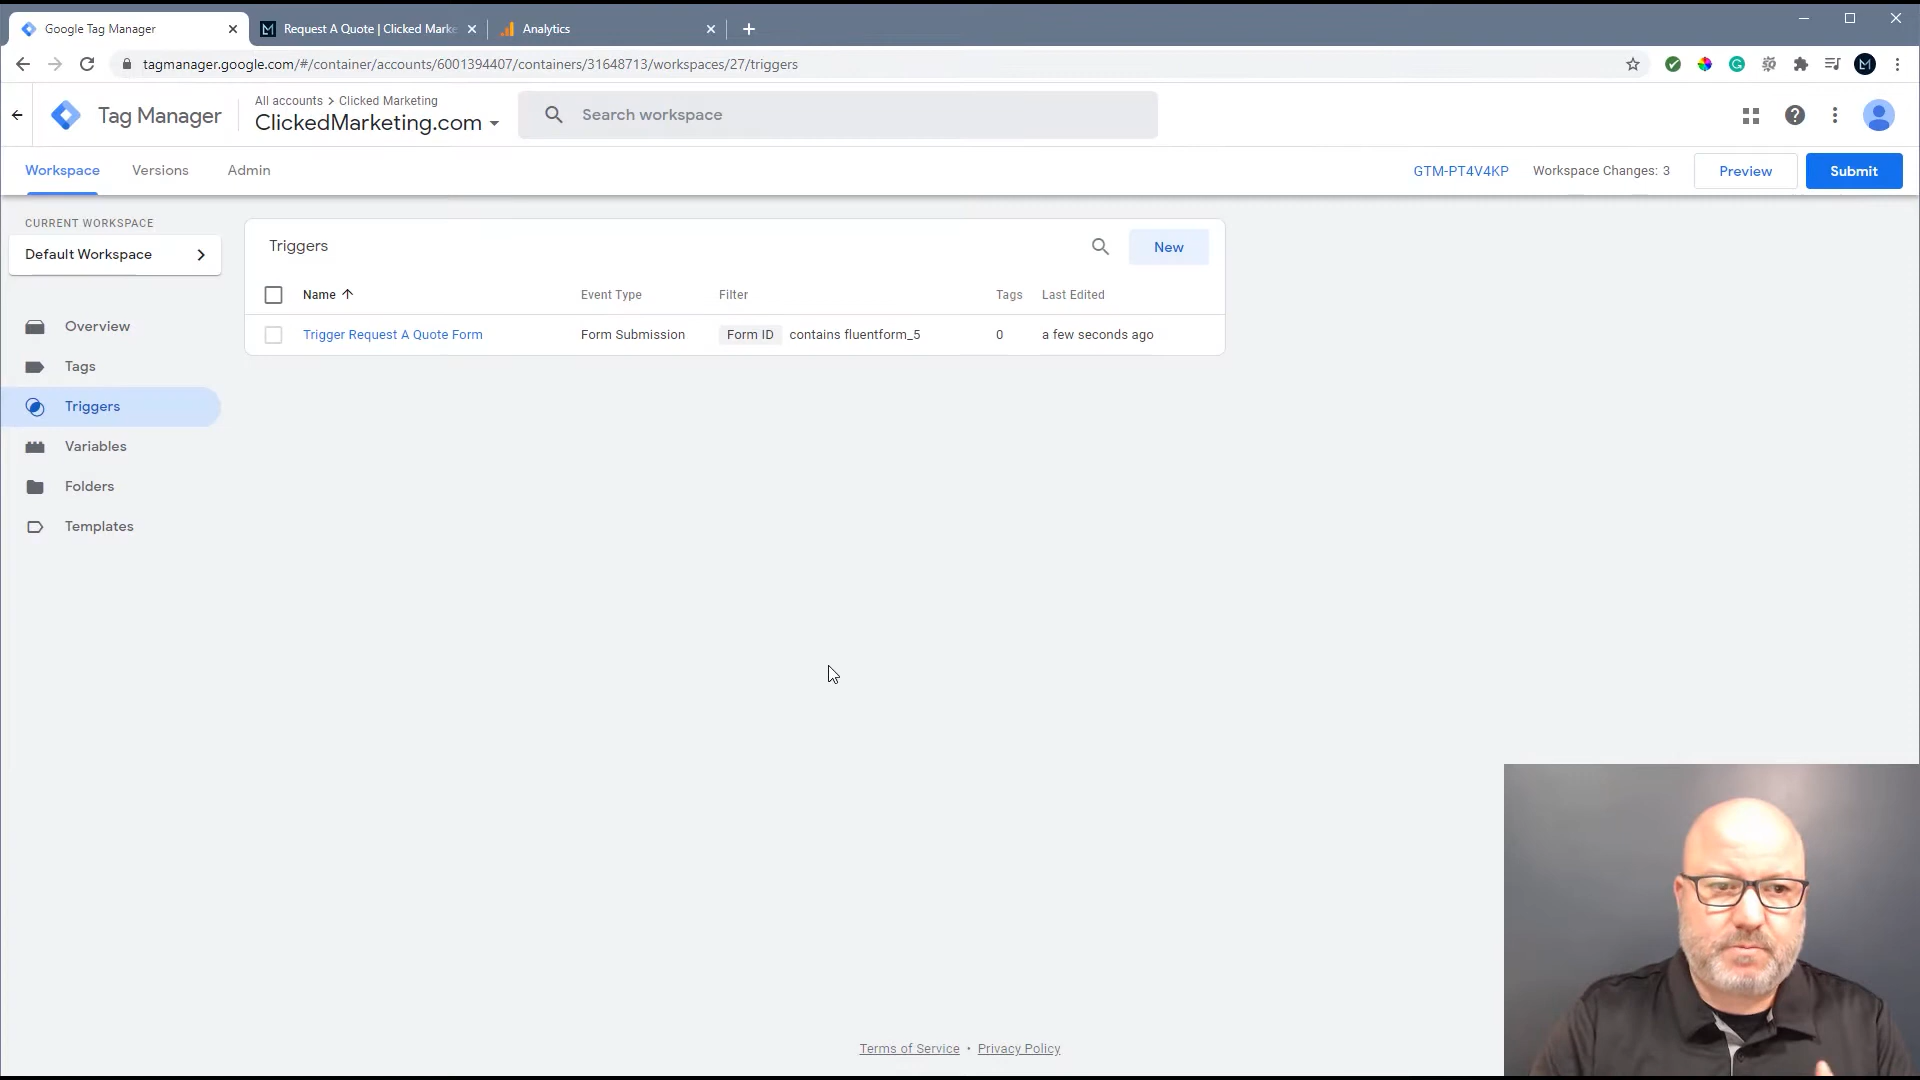 Google Tag Manager
Request A Quote | Clicked Marke
Analytics
tagmanager.google.com/#/container/accounts/6001394407/containers/31648713/workspaces/27/triggers
Tag Manager
All accounts > Clicked Marketing
ClickedMarketing.com
Search workspace
Workspace
Versions
Admin
GTM-PT4V4KP
Workspace Changes: 3
Preview
Submit
CURRENT WORKSPACE
Default Workspace
Overview
Tags
Triggers
Variables
Folders
Templates
Triggers
New
Name
Event Type
Filter
Tags
Last Edited
Trigger Request A Quote Form
Form Submission
Form ID contains fluentform_5
0
a few seconds ago
Terms of Service • Privacy Policy